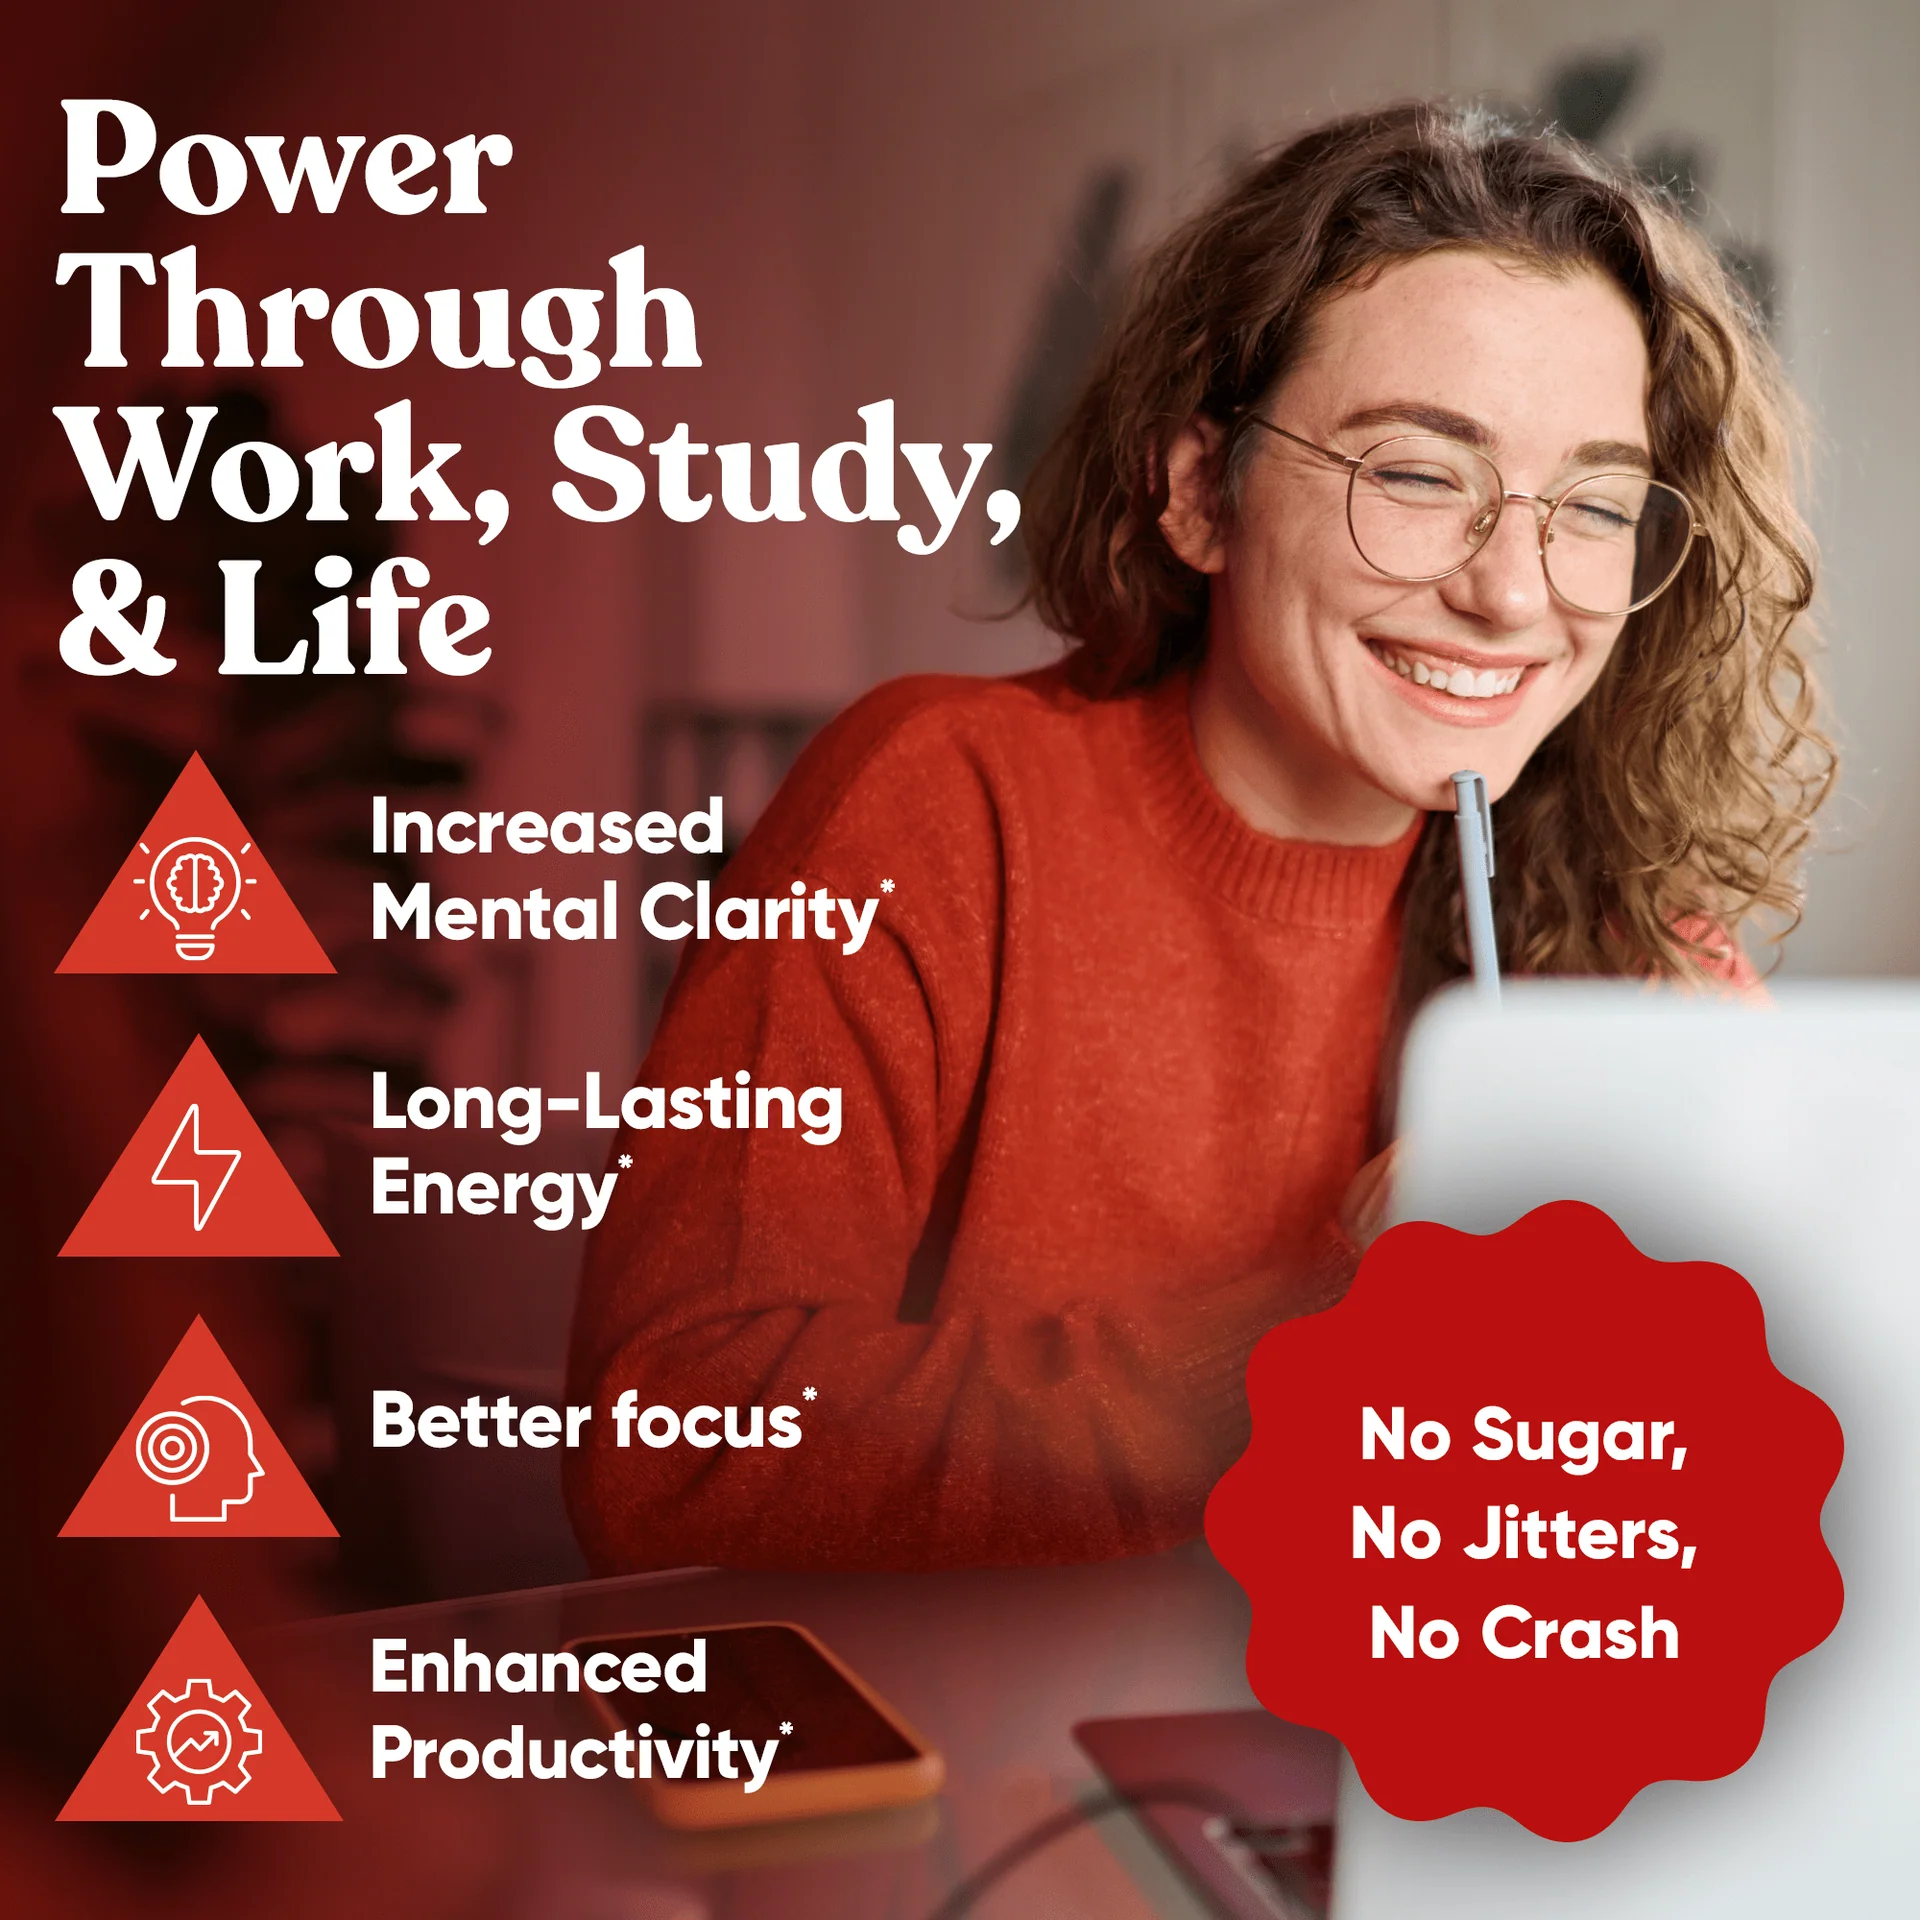 Power
Through
Work, Study,
& Life
Increased
Mental Clarity*
Long-Lasting
Energy*
Better focus*
Enhanced
Productivity*
No Sugar,
No Jitters,
No Crash